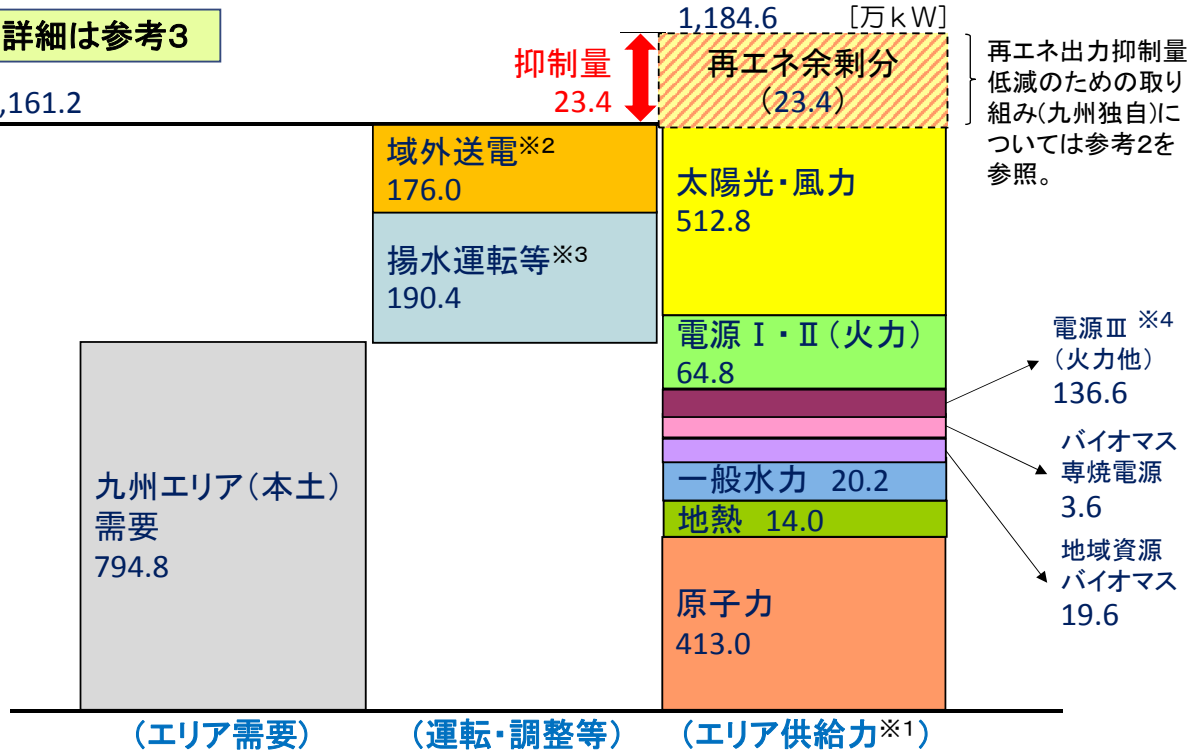 詳細は参考3
,161.2
1,184.6 [万kW]
抑制量
23.4
再エネ余剰分
(23.4)
再エネ出力抑制量
低減のための取り
組み(九州独自)に
ついては参考2を
参照。
域外送電※2
176.0
揚水運転等※3
190.4
太陽光・風力
512.8
電源Ⅰ・Ⅱ(火力)
64.8
電源Ⅲ ※4
(火力他)
136.6
バイオマス
専焼電源
3.6
地域資源
バイオマス
19.6
一般水力 20.2
地熱 14.0
原子力
413.0
九州エリア(本土)
需要
794.8
(エリア需要)
(運転・調整等)
(エリア供給力※1)